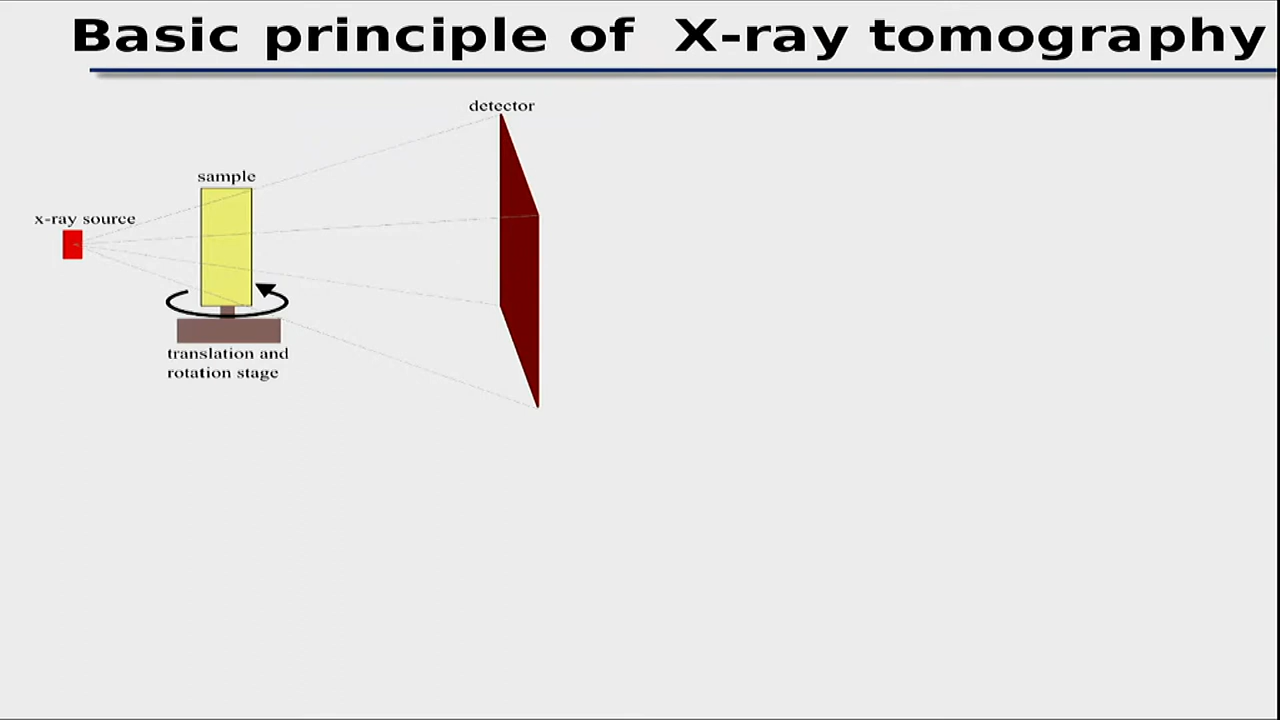 Basic principle of  X-ray tomography
detector
sample
x-ray source
translation and
rotation stage